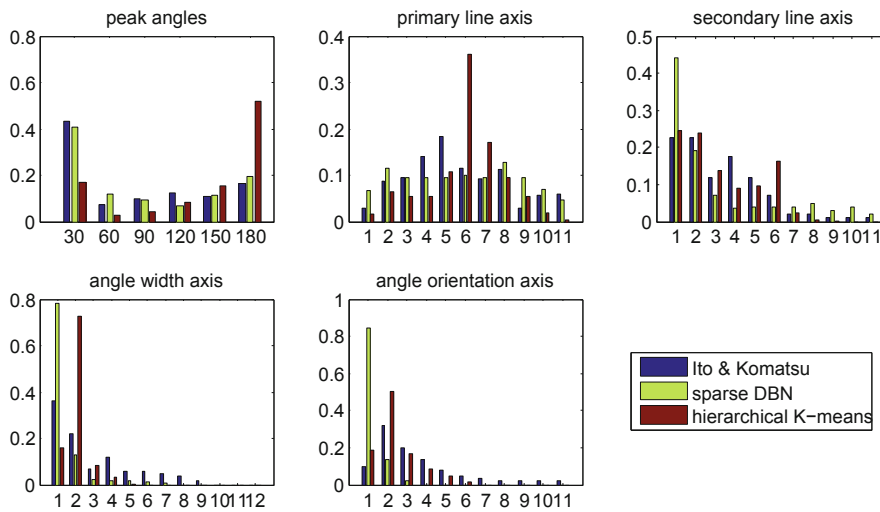 peak angles
0.8
0.6
0.4
0.2
0
30 60 90 120 150 180
primary line axis
0.4
0.3
0.2
0.1
0
1 2 3 4 5 6 7 8 9 10 11
secondary line axis
0.5
0.4
0.3
0.2
0.1
0
1 2 3 4 5 6 7 8 9 10 11
angle width axis
0.8
0.6
0.4
0.2
0
1 2 3 4 5 6 7 8 9 10 11 12
angle orientation axis
1
0.8
0.6
0.4
0.2
0
1 2 3 4 5 6 7 8 9 10 11
Ito & Komatsu
sparse DBN
hierarchical K−means